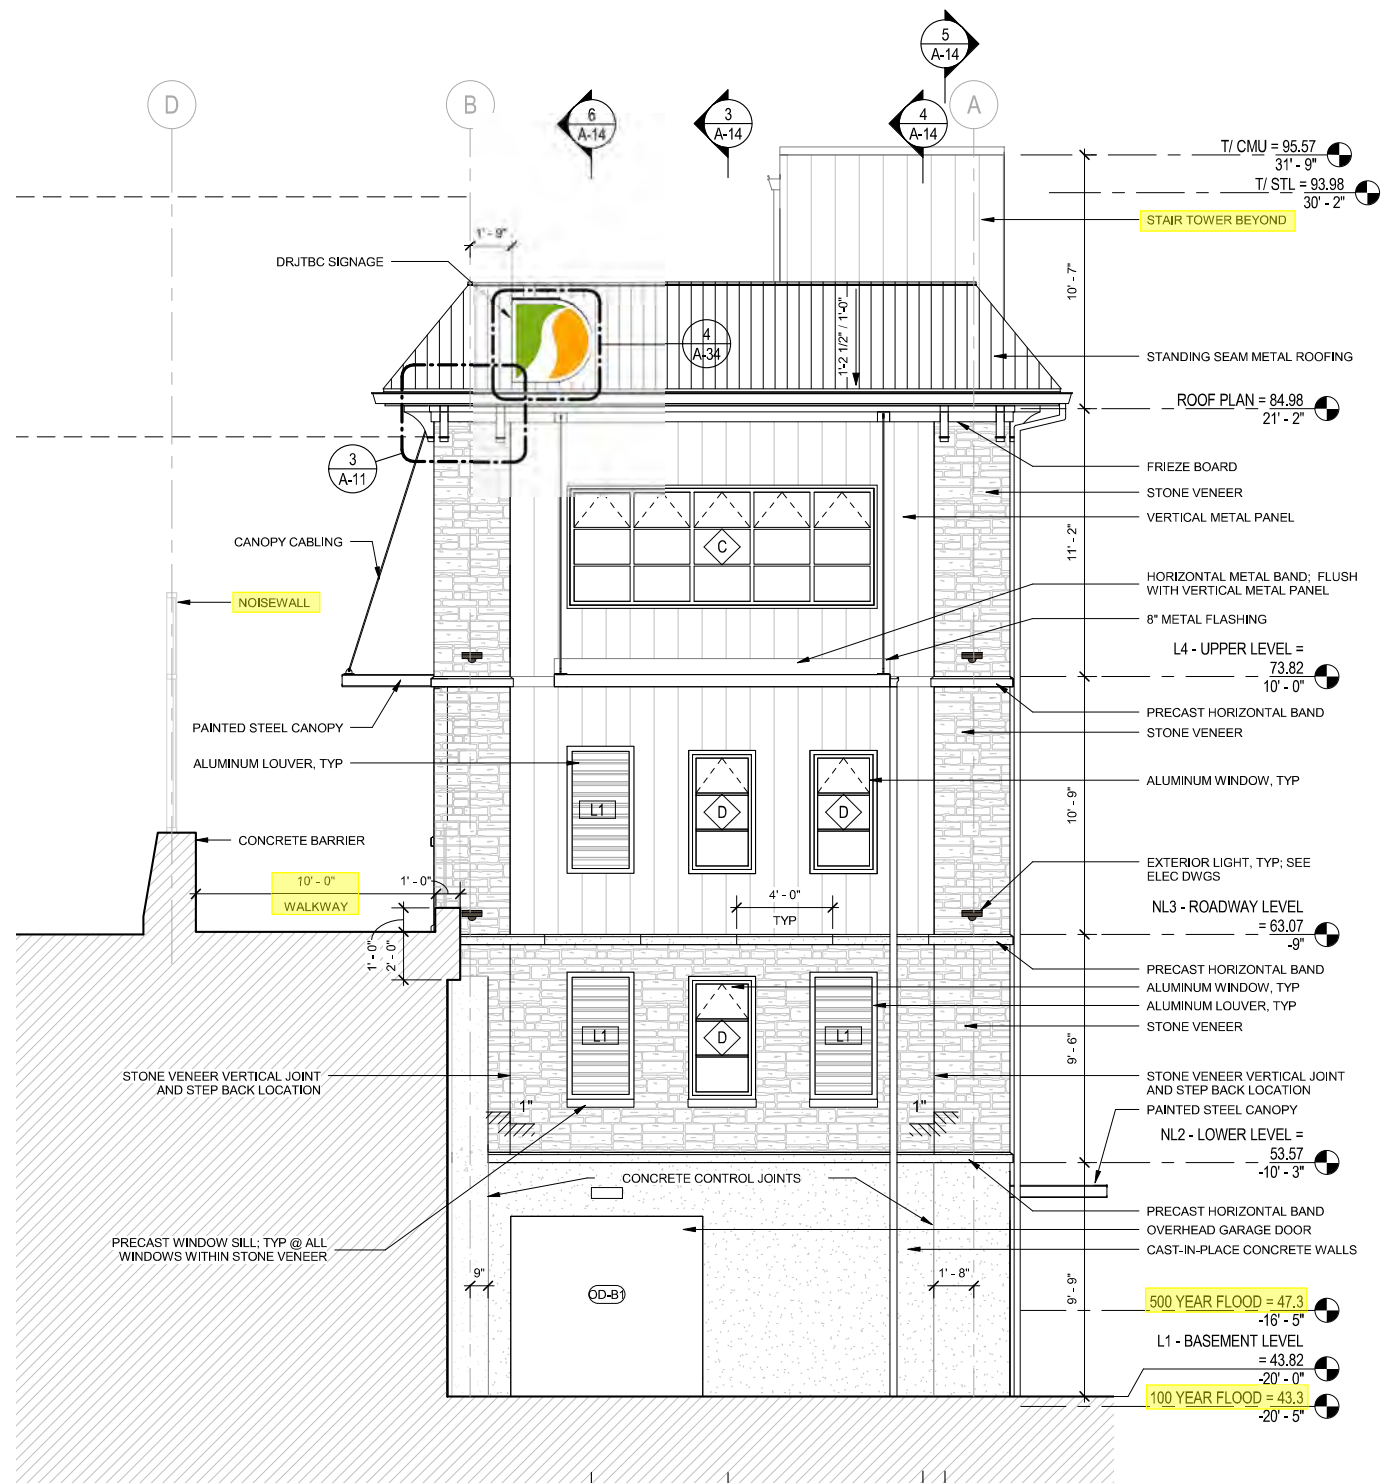 5
A-14
D
B
6
A-14
3
A-14
4
A-14
A
T/ CMU = 95.57
31' - 9"
T/ STL = 93.98
30' - 2"
STAIR TOWER BEYOND
1' - 9"
DRJTBC SIGNAGE
10' - 7"
4
A-34
1'-2 1/2" / 1'-0"
STANDING SEAM METAL ROOFING
ROOF PLAN = 84.98
21' - 2"
3
A-11
FRIEZE BOARD
STONE VENEER
VERTICAL METAL PANEL
CANOPY CABLING
C
11' - 2"
HORIZONTAL METAL BAND; FLUSH
WITH VERTICAL METAL PANEL
NOISEWALL
8" METAL FLASHING
L4 - UPPER LEVEL =
73.82
10' - 0"
PAINTED STEEL CANOPY
PRECAST HORIZONTAL BAND
STONE VENEER
ALUMINUM LOUVER, TYP
ALUMINUM WINDOW, TYP
L1
D
D
10' - 9"
CONCRETE BARRIER
EXTERIOR LIGHT, TYP; SEE
ELEC DWGS
10' - 0"
WALKWAY
1' - 0"
4' - 0"
TYP
NL3 - ROADWAY LEVEL
= 63.07
-9"
1' - 0"
2' - 0"
PRECAST HORIZONTAL BAND
ALUMINUM WINDOW, TYP
ALUMINUM LOUVER, TYP
STONE VENEER
L1
D
L1
9' - 6"
STONE VENEER VERTICAL JOINT
AND STEP BACK LOCATION
STONE VENEER VERTICAL JOINT
AND STEP BACK LOCATION
1"
1"
PAINTED STEEL CANOPY
NL2 - LOWER LEVEL =
53.57
-10' - 3"
CONCRETE CONTROL JOINTS
PRECAST HORIZONTAL BAND
OVERHEAD GARAGE DOOR
PRECAST WINDOW SILL; TYP @ ALL
WINDOWS WITHIN STONE VENEER
CAST-IN-PLACE CONCRETE WALLS
9"
OD-B1
1' - 8"
9' - 9"
500 YEAR FLOOD = 47.3
-16' - 5"
L1 - BASEMENT LEVEL
= 43.82
-20' - 0"
100 YEAR FLOOD = 43.3
-20' - 5"